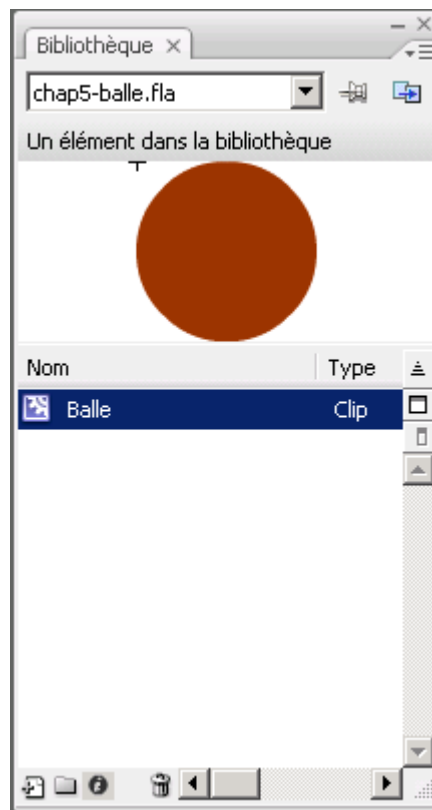 Bibliothèque
chap5-balle.fla
Un élément dans la bibliothèque
Nom Type
Balle Clip